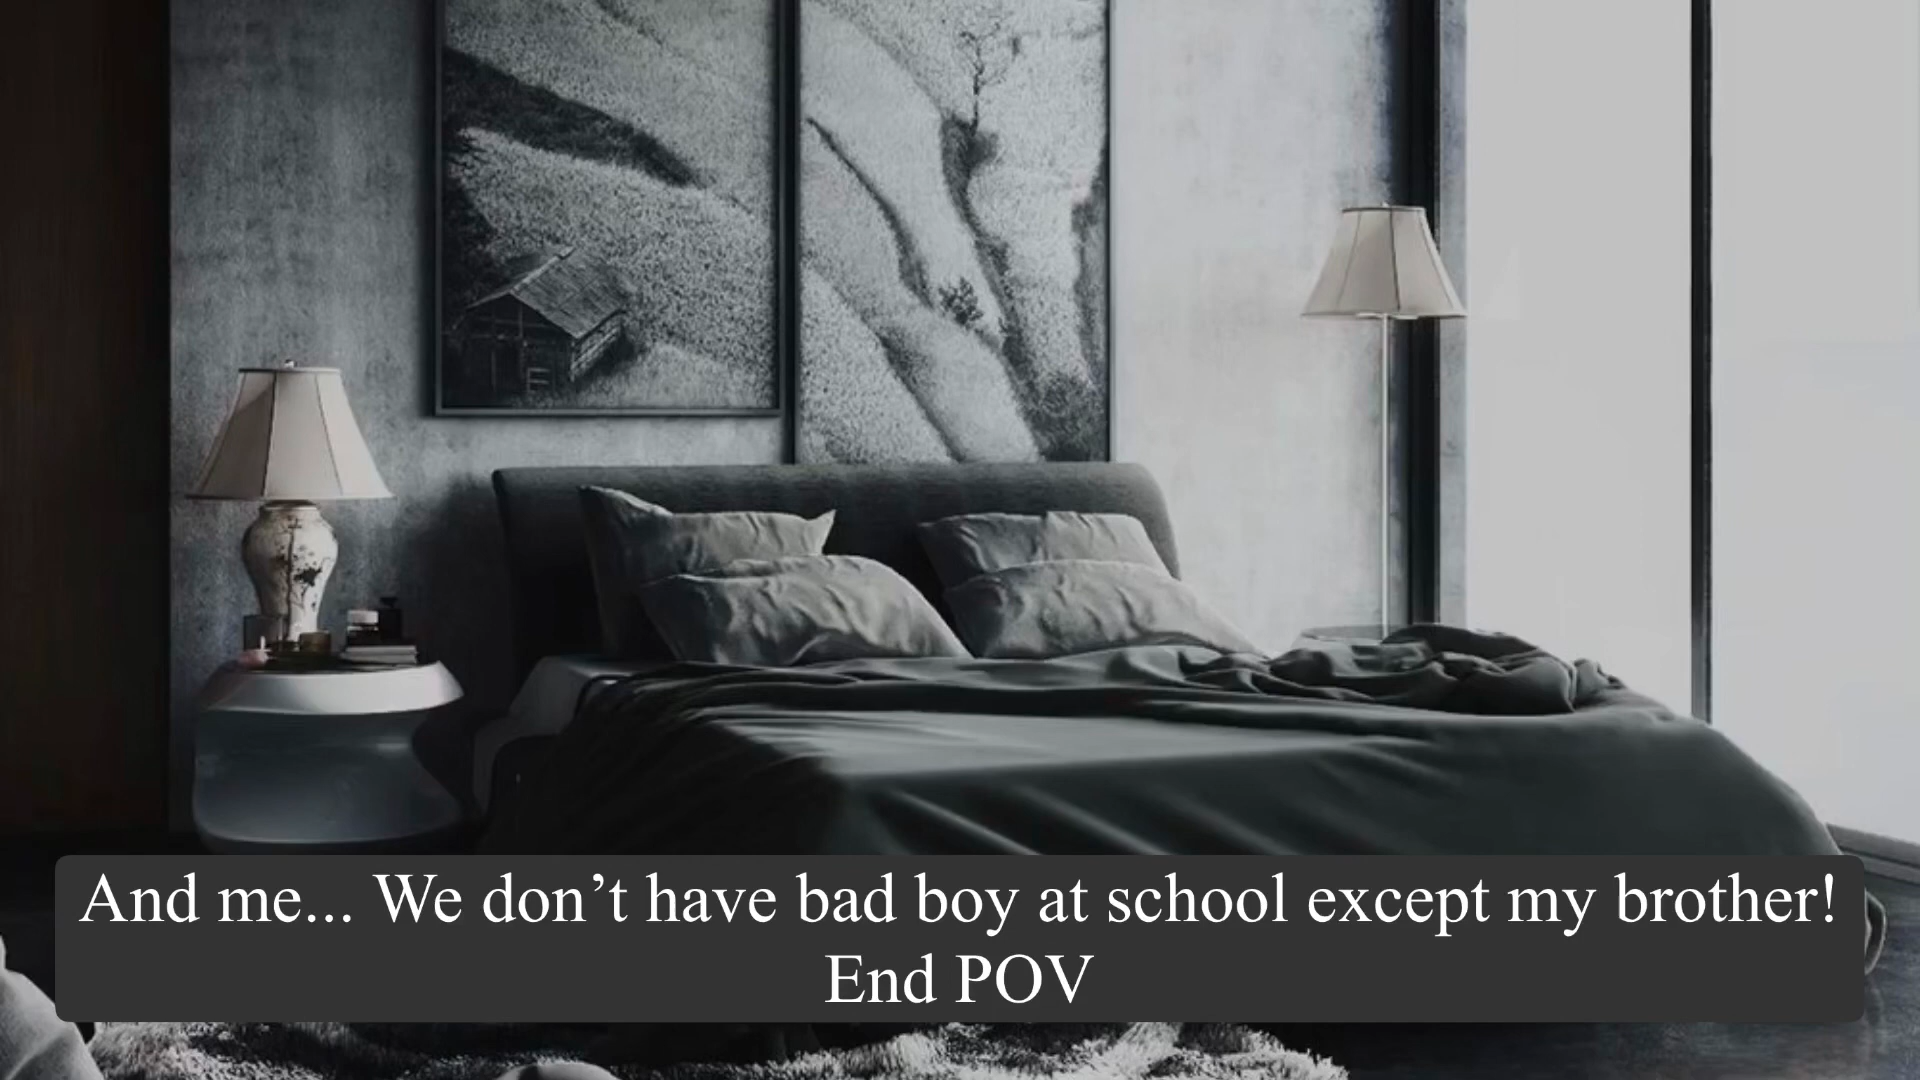 And me... We don’t have bad boy at school except my brother!
End POV